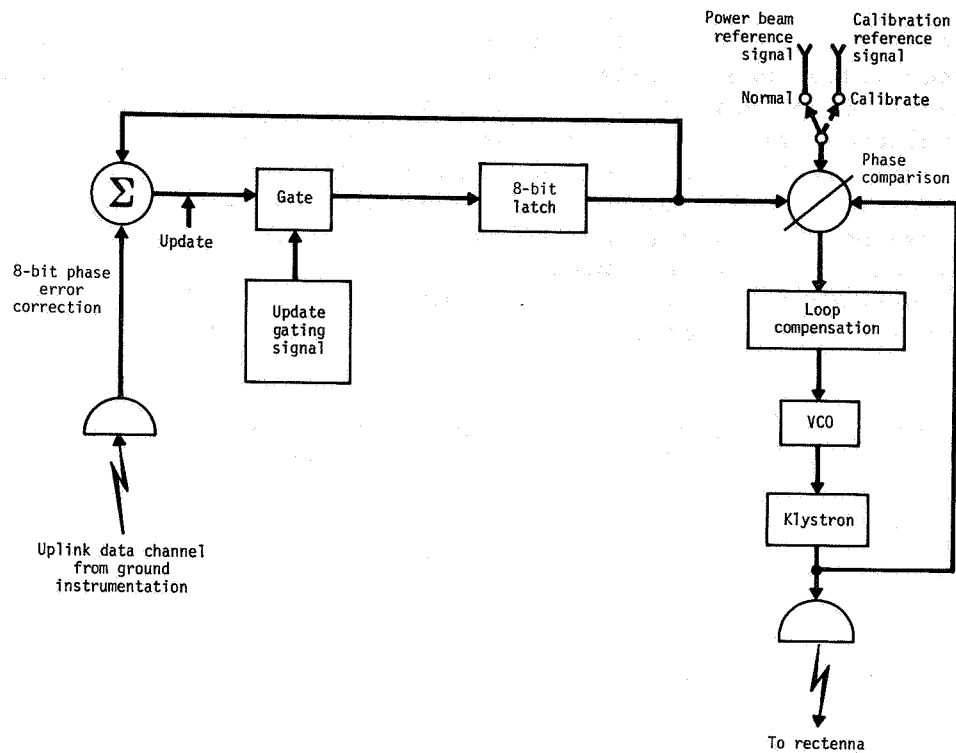 Power beam
reference
signal
Calibration
reference
signal
Normal
Calibrate
Phase
comparison
Σ
Update
Gate
8-bit
latch
8-bit phase
error
correction
Update
gating
signal
Loop
compensation
VCO
Klystron
Uplink data channel
from ground
instrumentation
To rectenna